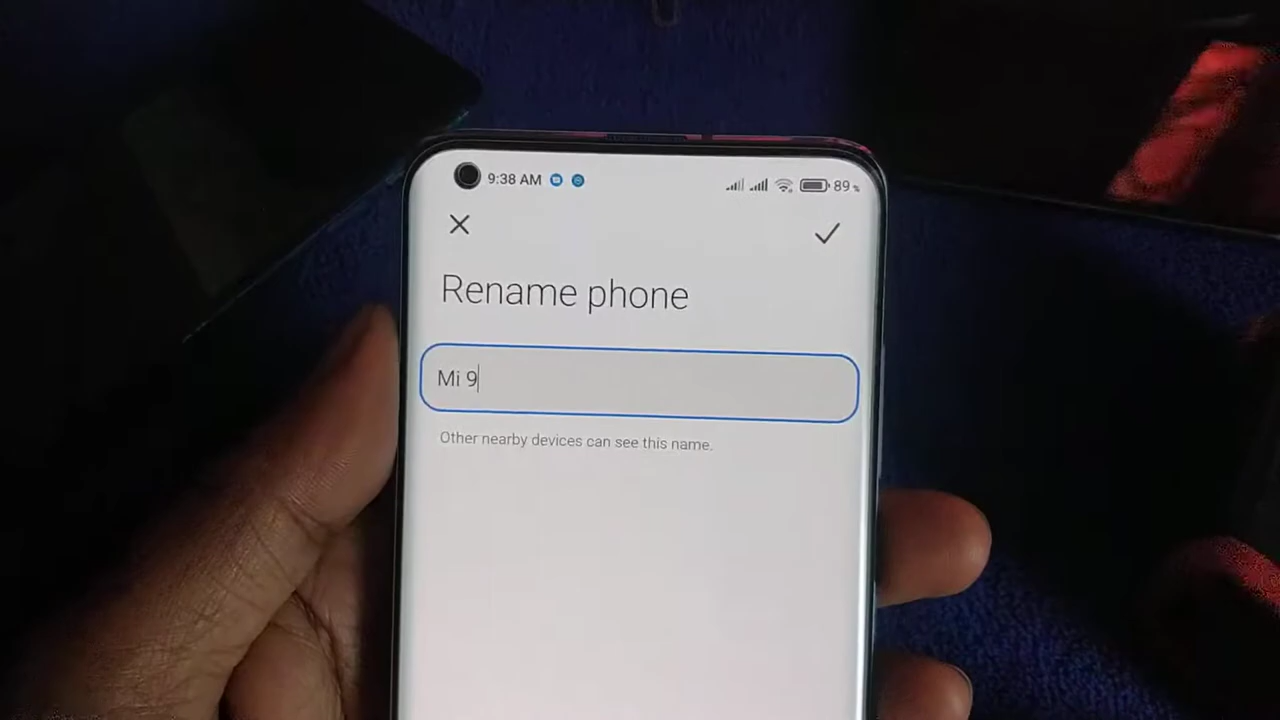 9:38 AM 89%
Rename phone
Mi 9
Other nearby devices can see this name.